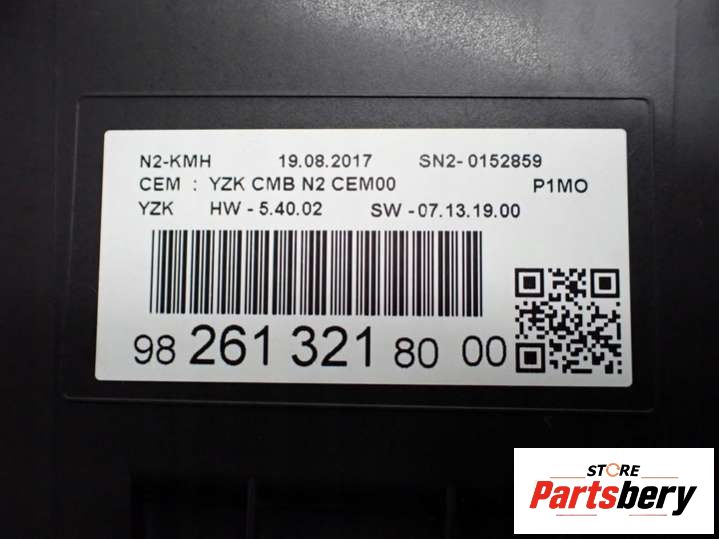 N2-KMH 19.08.2017 SN2- 0152859
CEM : YZK CMB N2 CEM00 P1MO
YZK HW - 5.40.02 SW - 07.13.19.00
98 261 321 80 00
STORE
Partsbery